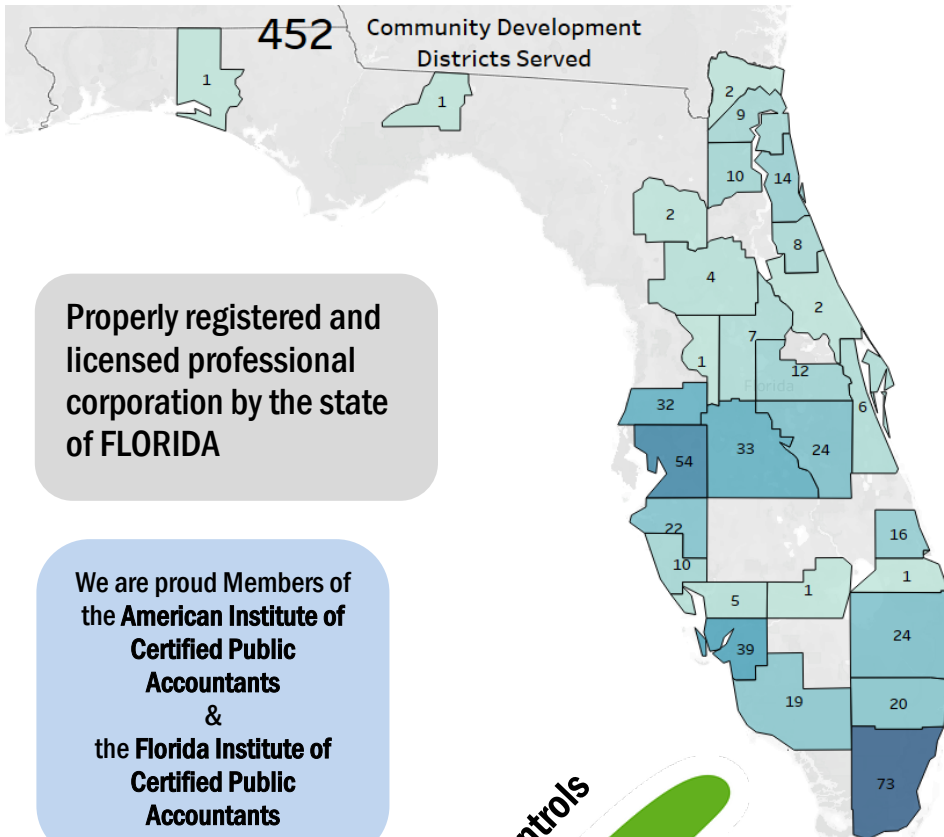 452 Community Development
Districts Served
1
1
2
9
10
14
2
8
4
2
7
1
12
Florida
6
32
33
24
54
22
16
10
1
1
5
24
39
19
20
73
Properly registered and
licensed professional
corporation by the state
of FLORIDA
We are proud Members of
the American Institute of
Certified Public
Accountants
&
the Florida Institute of
Certified Public
Accountants